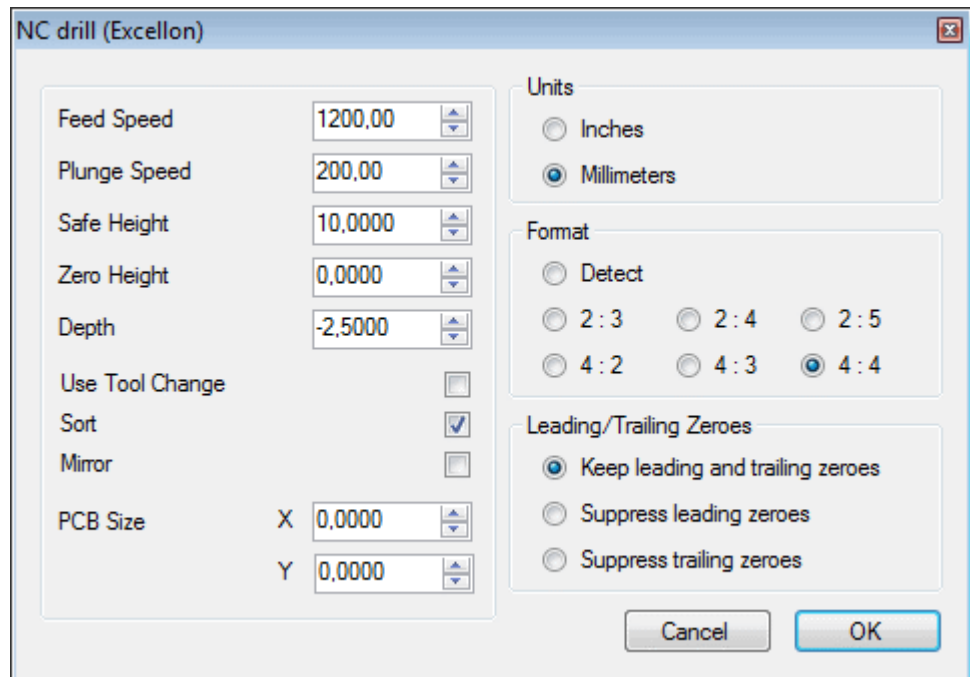 NC drill (Excellon)
Feed Speed 1200,00
Plunge Speed 200,00
Safe Height 10,0000
Zero Height 0,0000
Depth -2,5000
Use Tool Change
Sort
Mirror
PCB Size X 0,0000
Y 0,0000
Units
Inches
Millimeters
Format
Detect
2 : 3 2 : 4 2 : 5
4 : 2 4 : 3 4 : 4
Leading/Trailing Zeroes
Keep leading and trailing zeroes
Suppress leading zeroes
Suppress trailing zeroes
Cancel OK